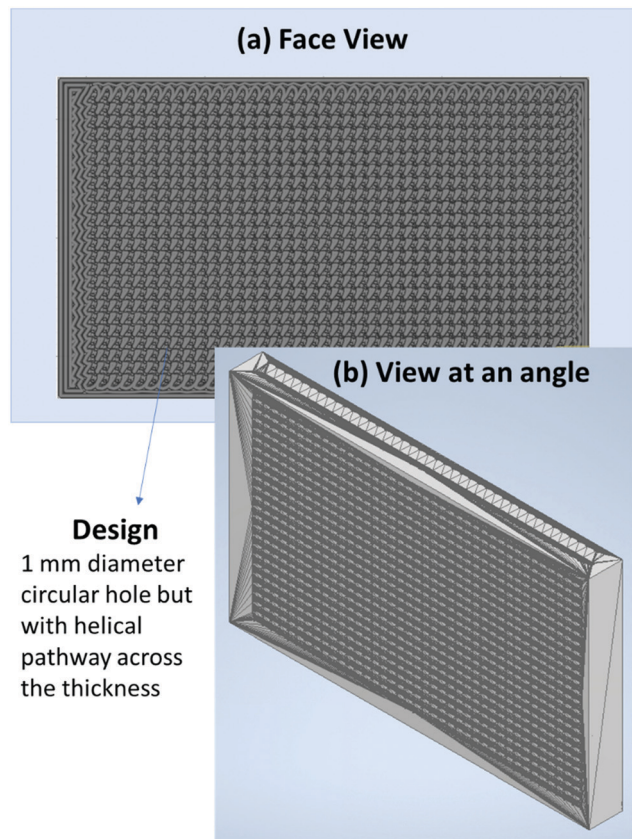 (a) Face View
(b) View at an angle
Design
1 mm diameter
circular hole but
with helical
pathway across
the thickness